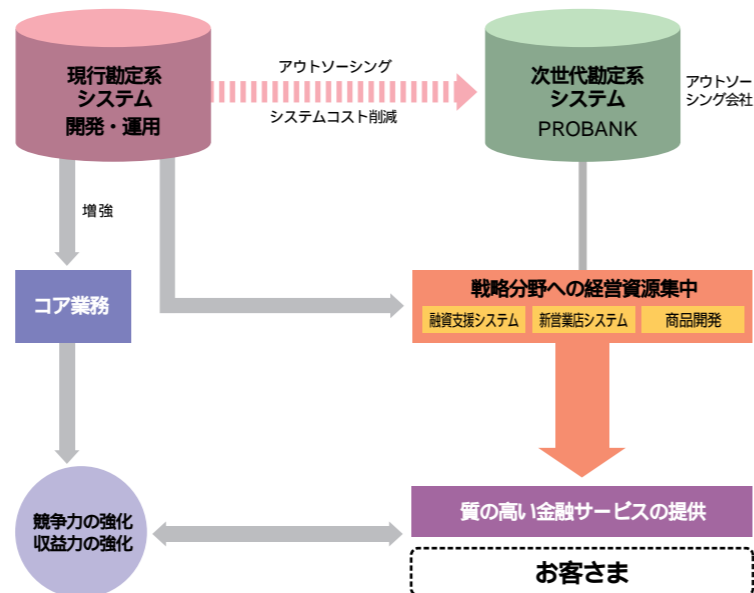 現行勘定系
システム
開発・運用
アウトソーシング
システムコスト削減
次世代勘定系
システム
PROBANK
アウトソー
シング会社
増強
コア業務
戦略分野への経営資源集中
融資支援システム
新営業店システム
商品開発
競争力の強化
収益力の強化
質の高い金融サービスの提供
お客さま